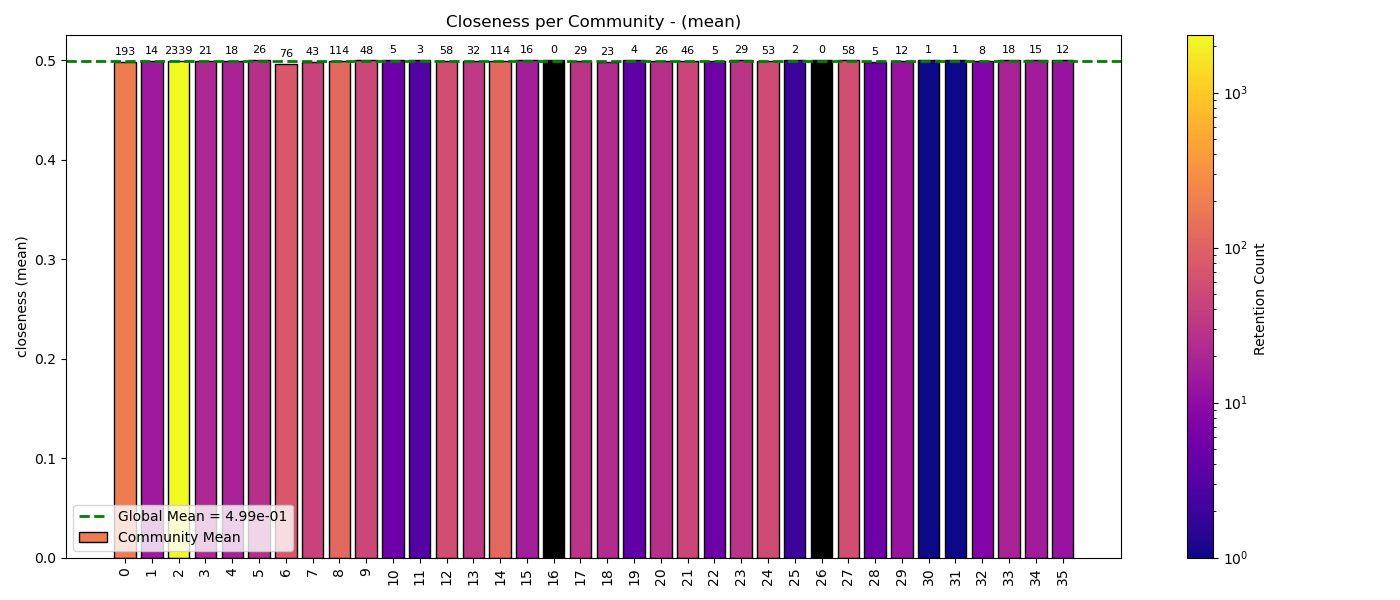 Closeness per Community - (mean)
193 14 2339 21 18 26 76 43 114 48 5 3 58 32 114 16 0 29 23 4 26 46 5 29 53 2 0 58 5 12 1 1 8 18 15 12
closeness (mean)
0.5
0.4
0.3
0.2
0.1
0.0
Global Mean = 4.99e-01
Community Mean
0 1 2 3 4 5 6 7 8 9 10 11 12 13 14 15 16 17 18 19 20 21 22 23 24 25 26 27 28 29 30 31 32 33 34 35
10³
10²
10¹
10⁰
Retention Count